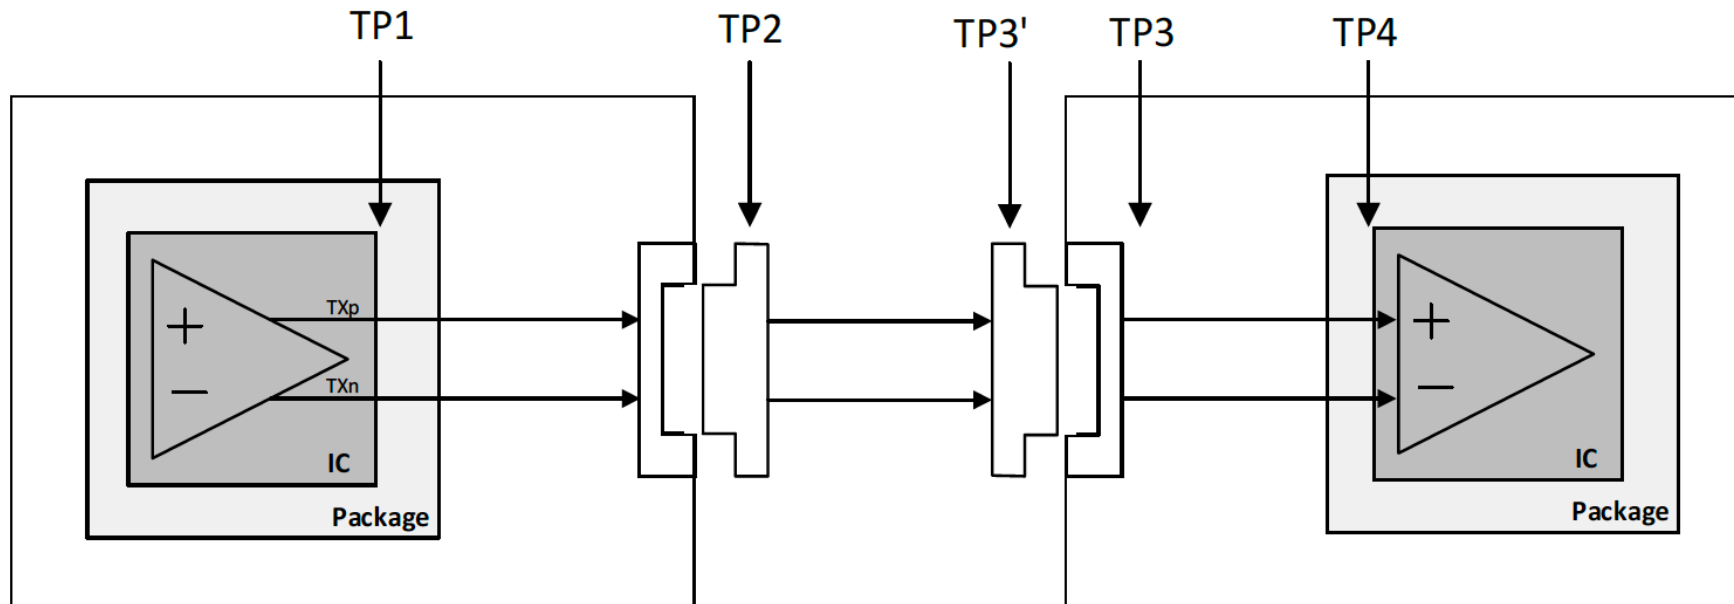 TP1
TP2
TP3'
TP3
TP4
TXp
TXn
+
−
IC
Package
+
−
IC
Package